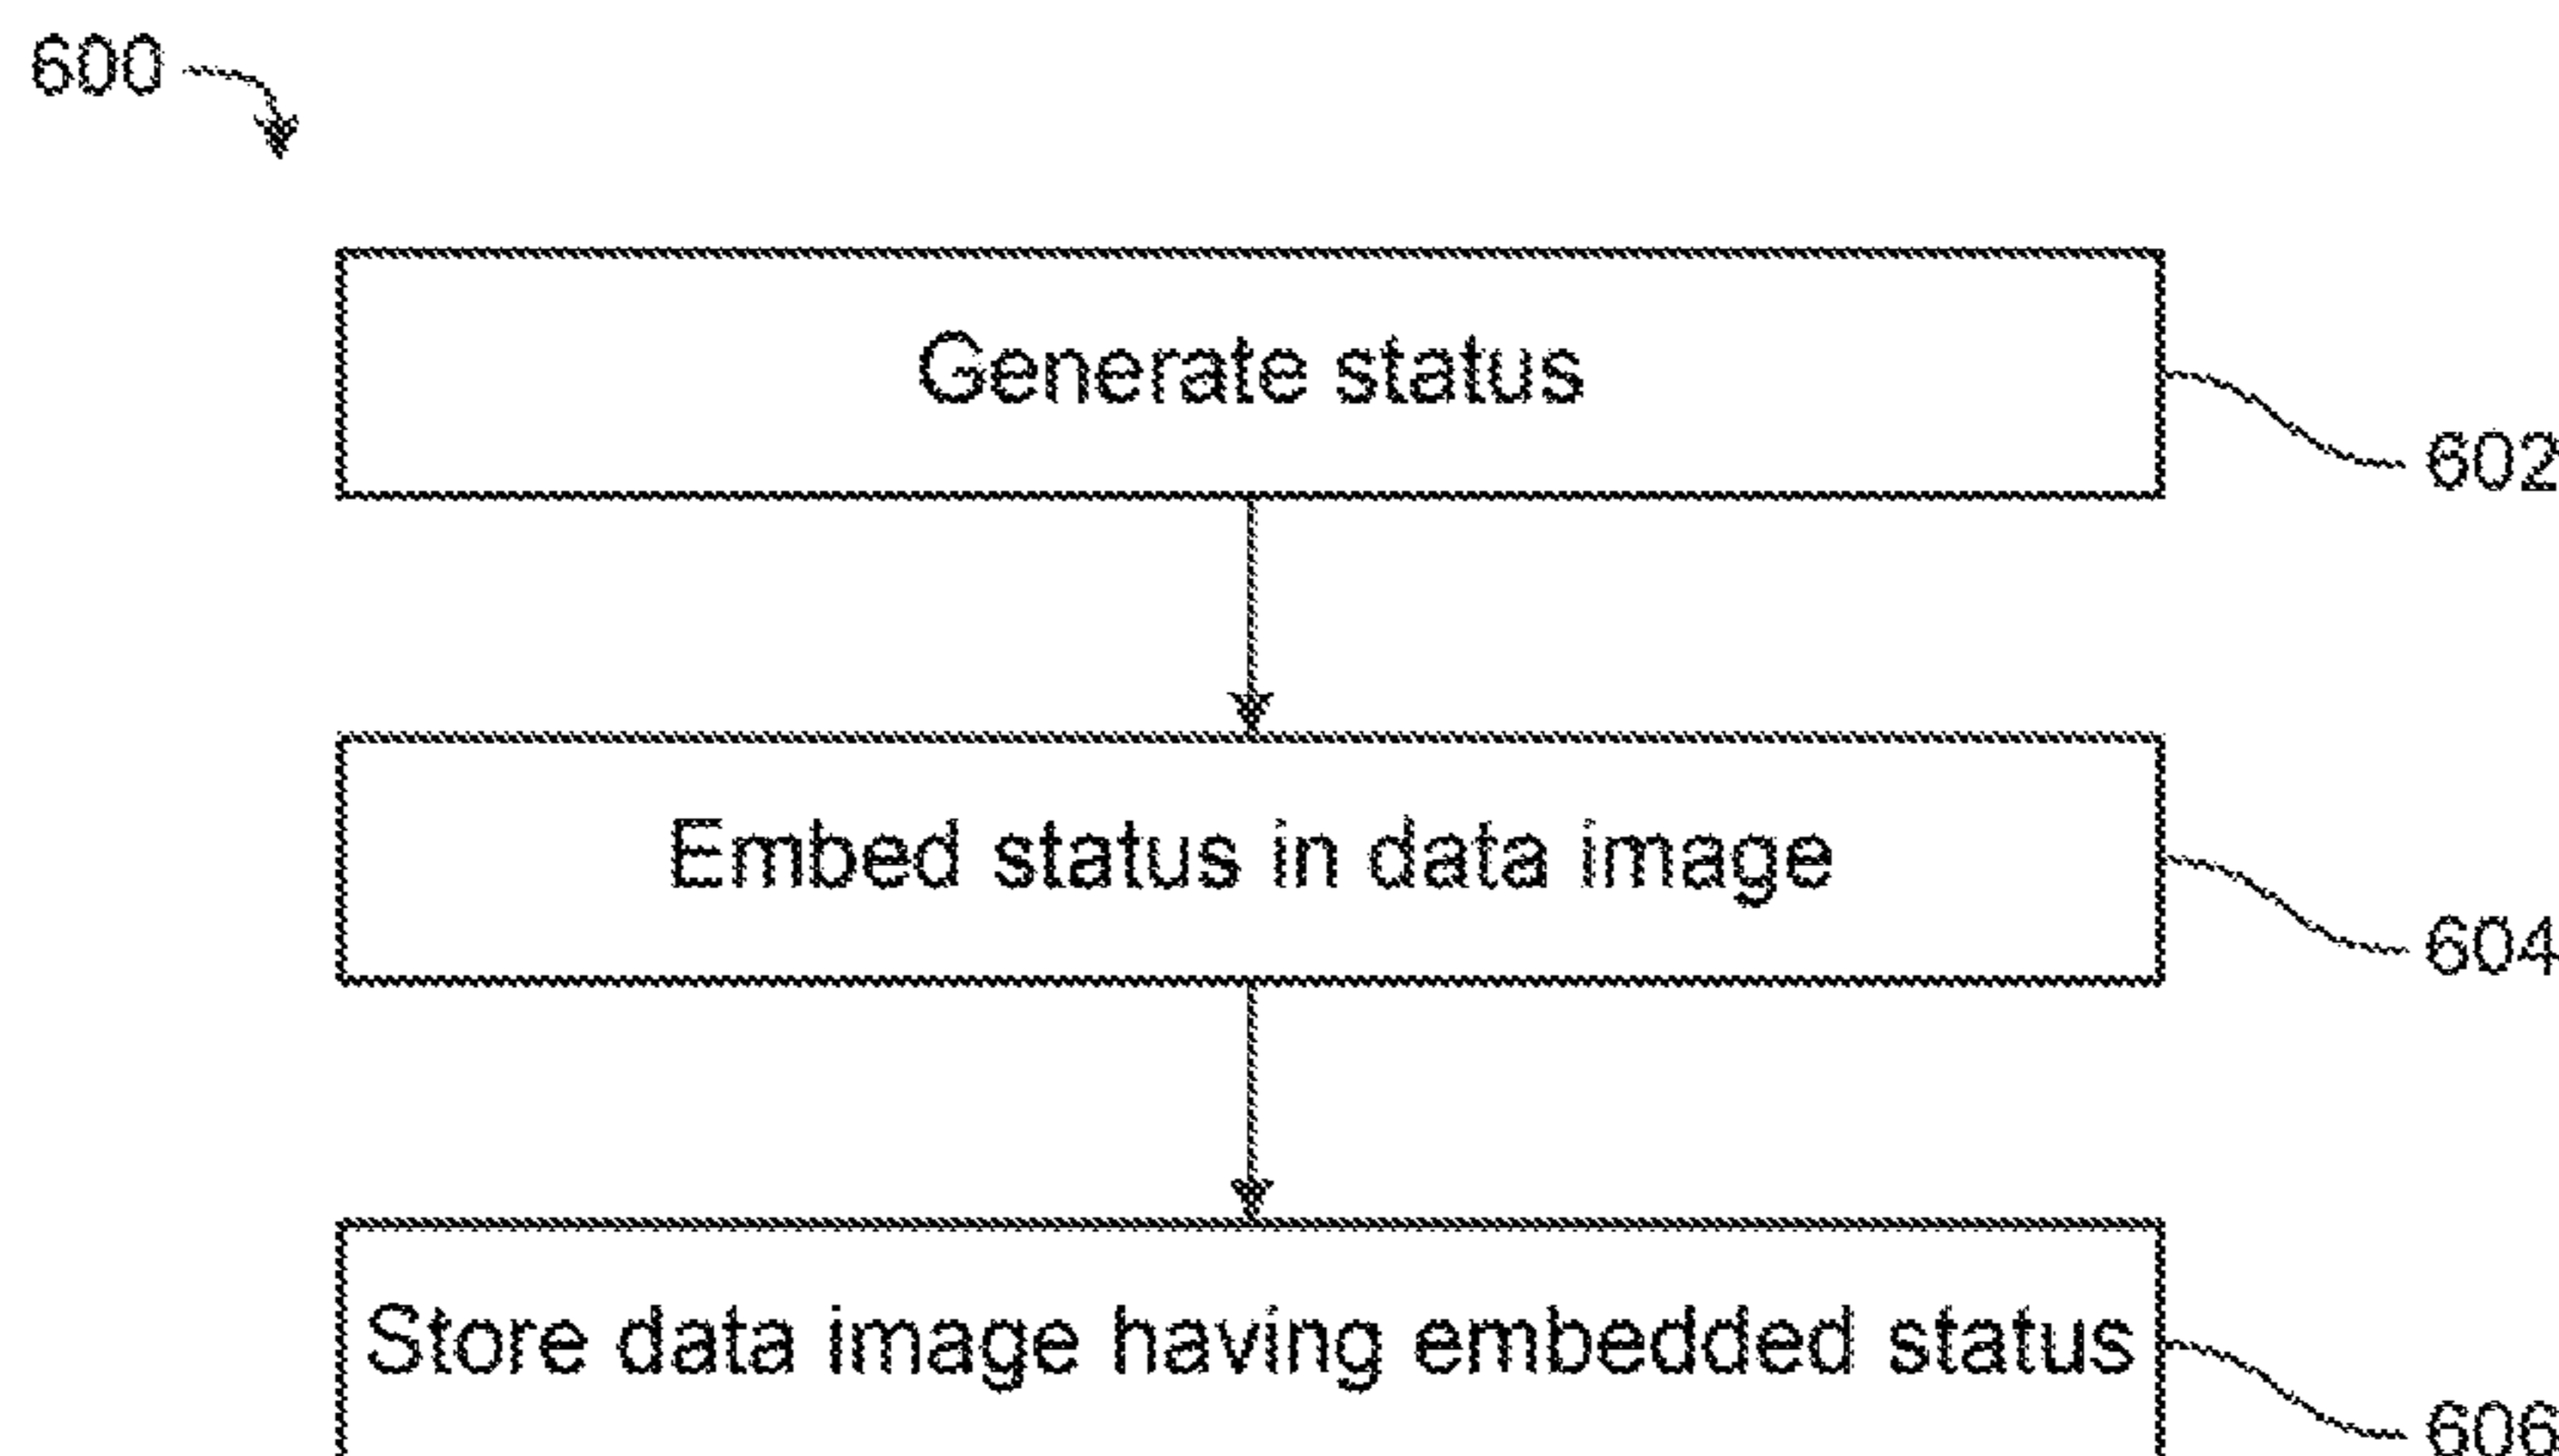 600
Generate status
602
Embed status in data image
604
Store data image having embedded status
606